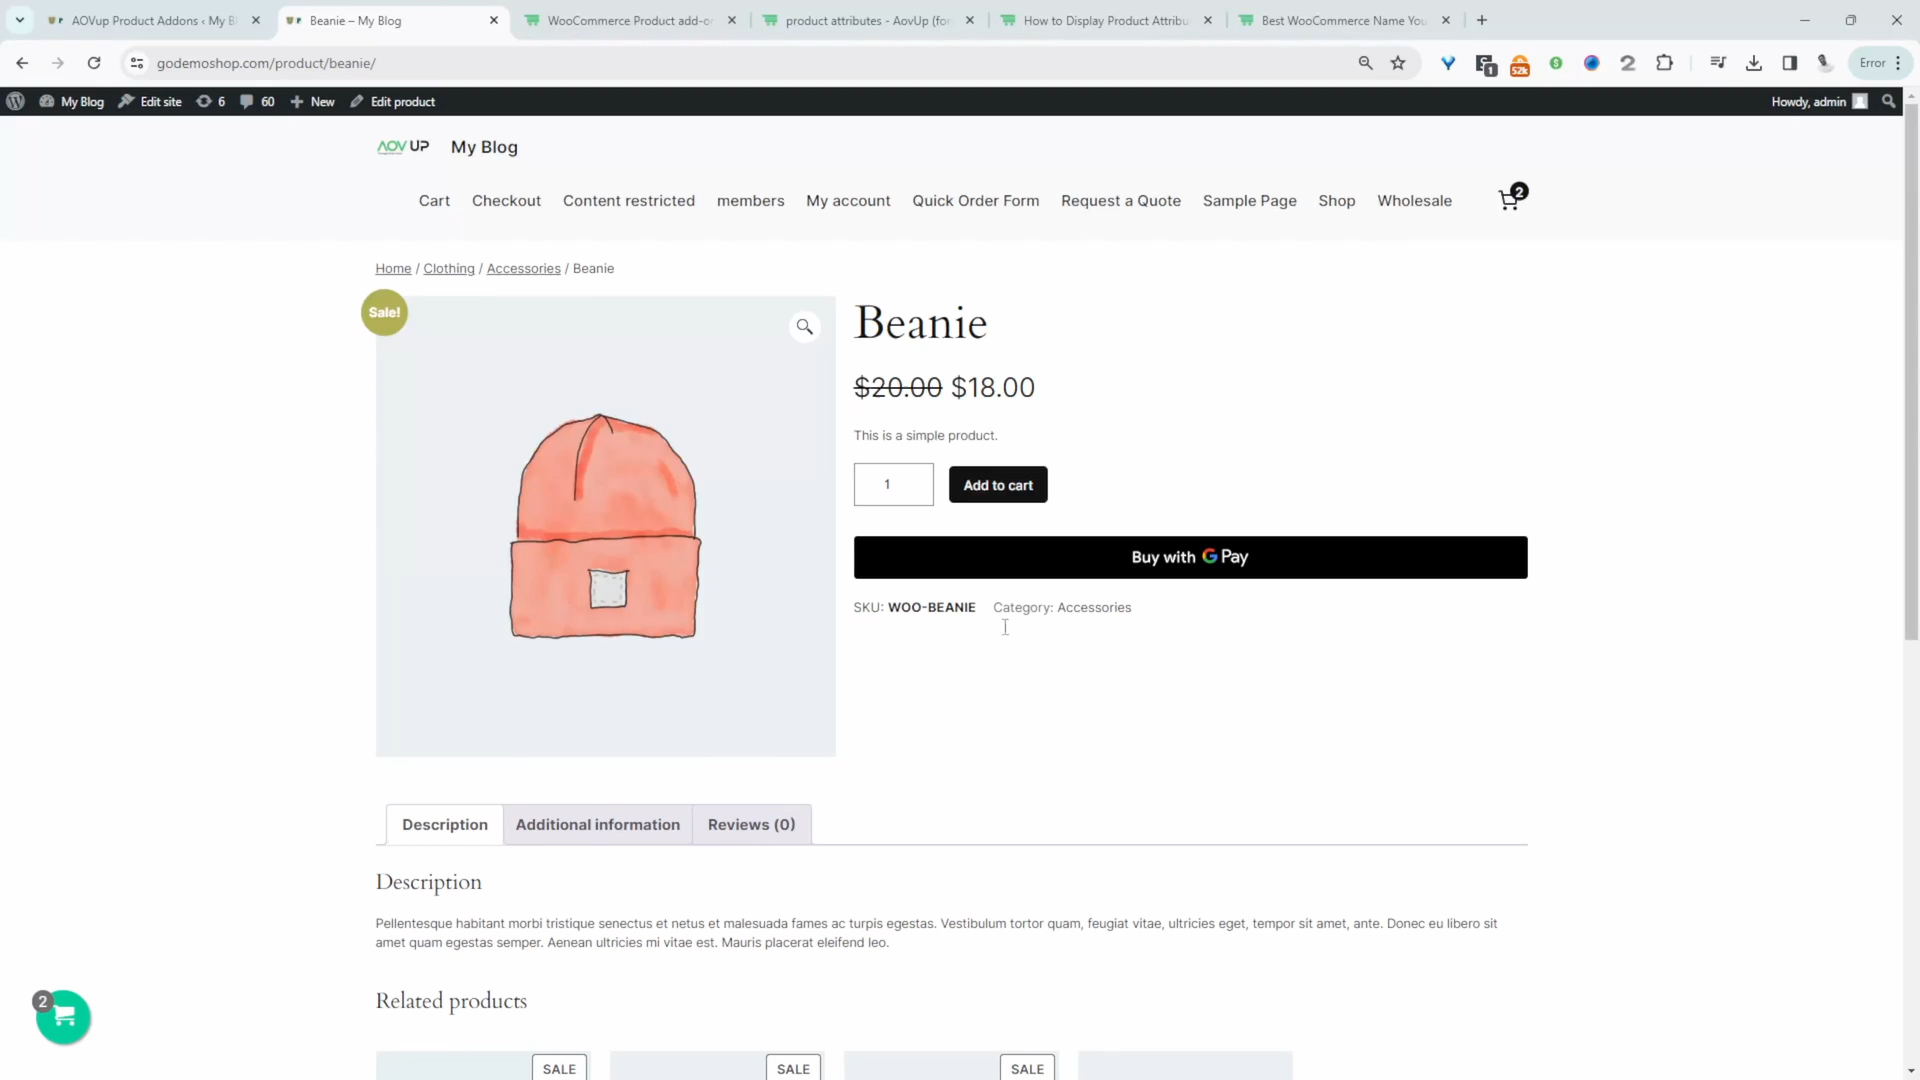 AOVup Product Addons ‹ My B
Beanie – My Blog
WooCommerce Product add-o
product attributes - AovUp (for
How to Display Product Attribu
Best WooCommerce Name You
godemoshop.com/product/beanie/
1
52k
Error
My Blog
Edit site
6
60
New
Edit product
Howdy, admin
AOV UP
My Blog
Cart
Checkout
Content restricted
members
My account
Quick Order Form
Request a Quote
Sample Page
Shop
Wholesale
2
Home / Clothing / Accessories / Beanie
Sale!
Beanie
$20.00 $18.00
This is a simple product.
1
Add to cart
Buy with G Pay
SKU: WOO-BEANIE Category: Accessories
Description
Additional information
Reviews (0)
Description
Pellentesque habitant morbi tristique senectus et netus et malesuada fames ac turpis egestas. Vestibulum tortor quam, feugiat vitae, ultricies eget, tempor sit amet, ante. Donec eu libero sit
amet quam egestas semper. Aenean ultricies mi vitae est. Mauris placerat eleifend leo.
2
Related products
SALE
SALE
SALE